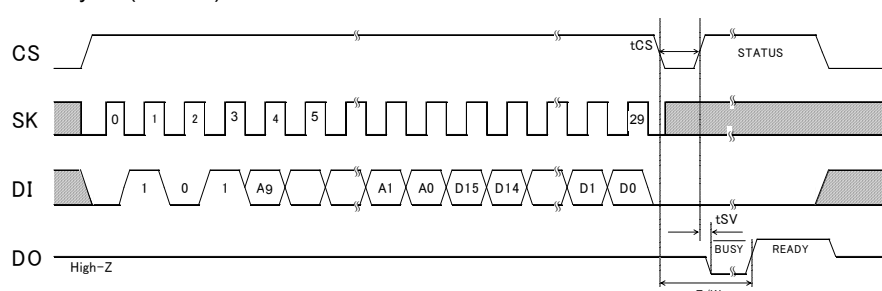 CS tCS STATUS
SK 0 1 2 3 4 5 29
DI 1 0 1 A9 A1 A0 D15 D14 D1 D0
tSV
DO High-Z BUSY READY